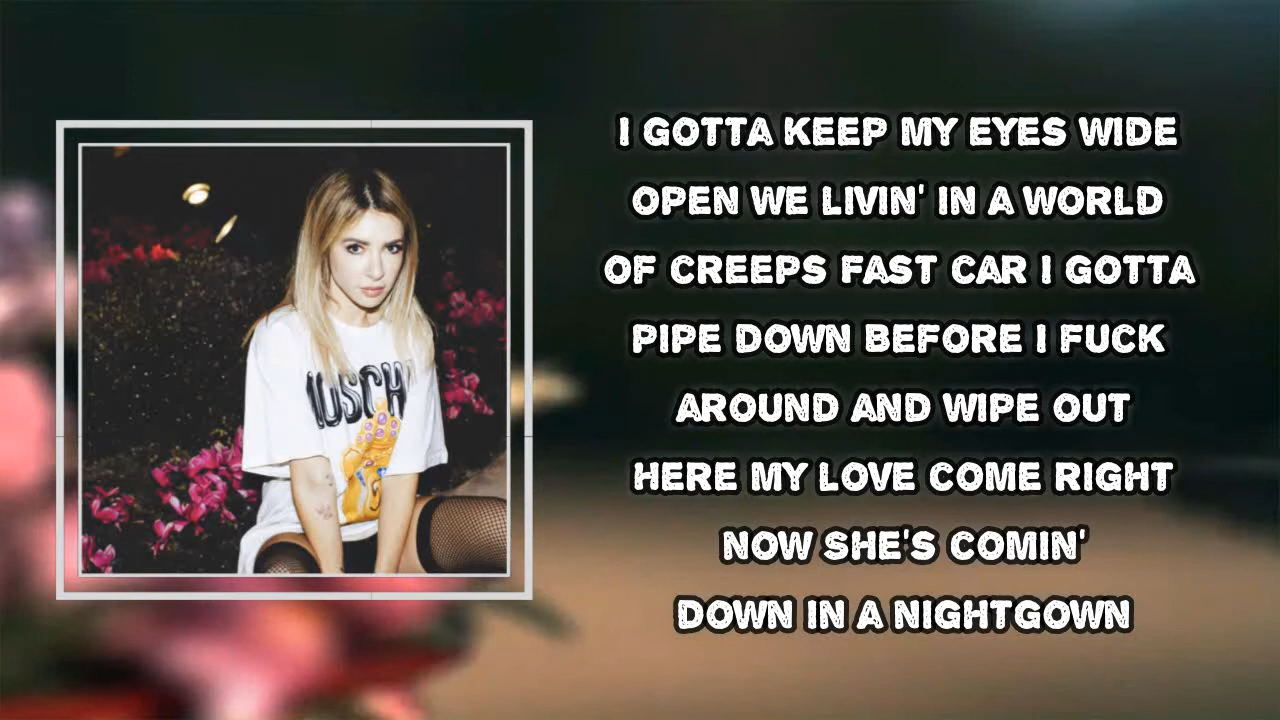 IOSCH
I GOTTA KEEP MY EYES WIDE
OPEN WE LIVIN' IN A WORLD
OF CREEPS FAST CAR I GOTTA
PIPE DOWN BEFORE I FUCK
AROUND AND WIPE OUT
HERE MY LOVE COME RIGHT
NOW SHE'S COMIN'
DOWN IN A NIGHTGOWN